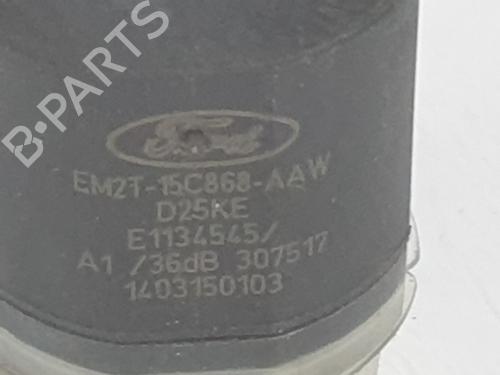 B-PARTS
Ford
EM2T-15C868-AAW
D25KE
E1134545/
A1 /36dB 307517
1403150103